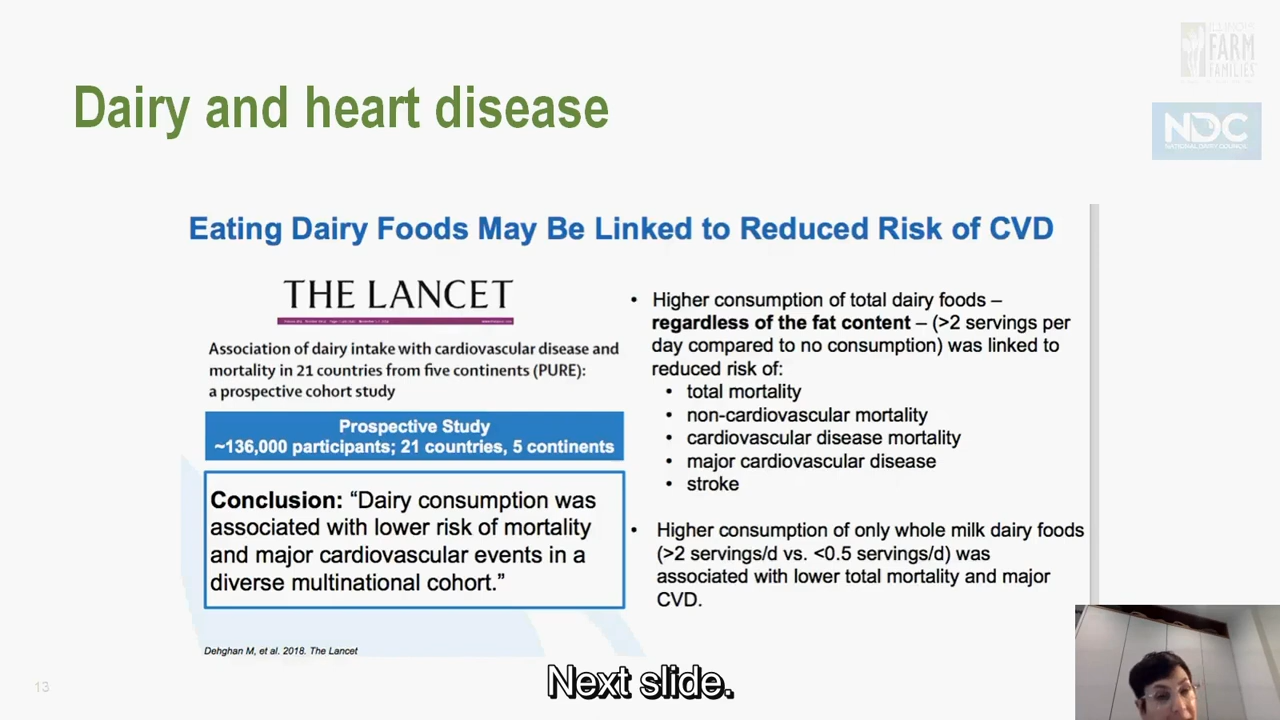 ILLINOIS
FARM
FAMILIES
Dairy and heart disease
NDC
NATIONAL DAIRY COUNCIL
Eating Dairy Foods May Be Linked to Reduced Risk of CVD
THE LANCET
Association of dairy intake with cardiovascular disease and
mortality in 21 countries from five continents (PURE):
a prospective cohort study
Prospective Study
~136,000 participants; 21 countries, 5 continents
Conclusion: “Dairy consumption was
associated with lower risk of mortality
and major cardiovascular events in a
diverse multinational cohort.”
Dehghan M, et al. 2018. The Lancet
• Higher consumption of total dairy foods –
regardless of the fat content – (>2 servings per
day compared to no consumption) was linked to
reduced risk of:
• total mortality
• non-cardiovascular mortality
• cardiovascular disease mortality
• major cardiovascular disease
• stroke
• Higher consumption of only whole milk dairy foods
(>2 servings/d vs. <0.5 servings/d) was
associated with lower total mortality and major
CVD.
13
Next slide.